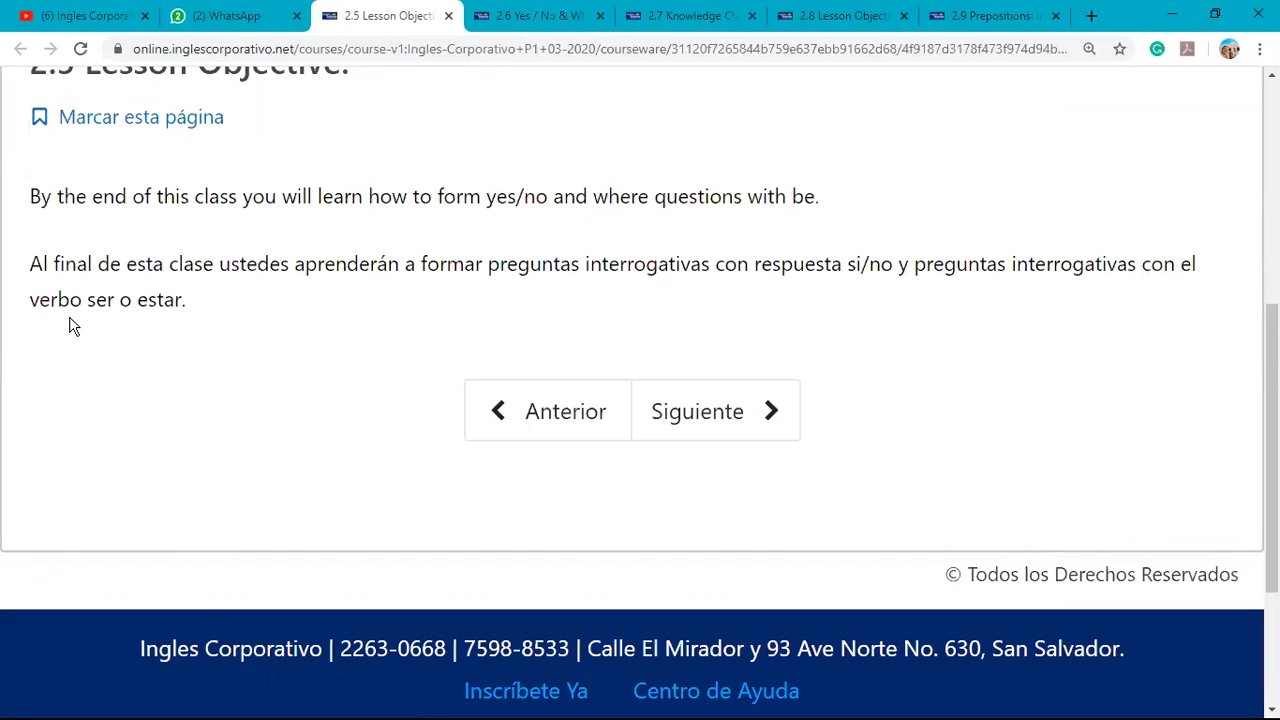 (6) Ingles Corporat
(2) WhatsApp
2.5 Lesson Objecti
2.6 Yes / No & W
2.7 Knowledge C
2.8 Lesson Objecti
2.9 Prepositions: i
online.inglescorporativo.net/courses/course-v1:Ingles-Corporativo+P1+03-2020/courseware/31120f7265844b759e637ebb91662d68/4f9187d3178f473f974d94b...
2.5 Lesson Objective.
Marcar esta página
By the end of this class you will learn how to form yes/no and where questions with be.
Al final de esta clase ustedes aprenderán a formar preguntas interrogativas con respuesta si/no y preguntas interrogativas con el
verbo ser o estar.
Anterior
Siguiente
© Todos los Derechos Reservados
Ingles Corporativo | 2263-0668 | 7598-8533 | Calle El Mirador y 93 Ave Norte No. 630, San Salvador.
Inscríbete Ya
Centro de Ayuda